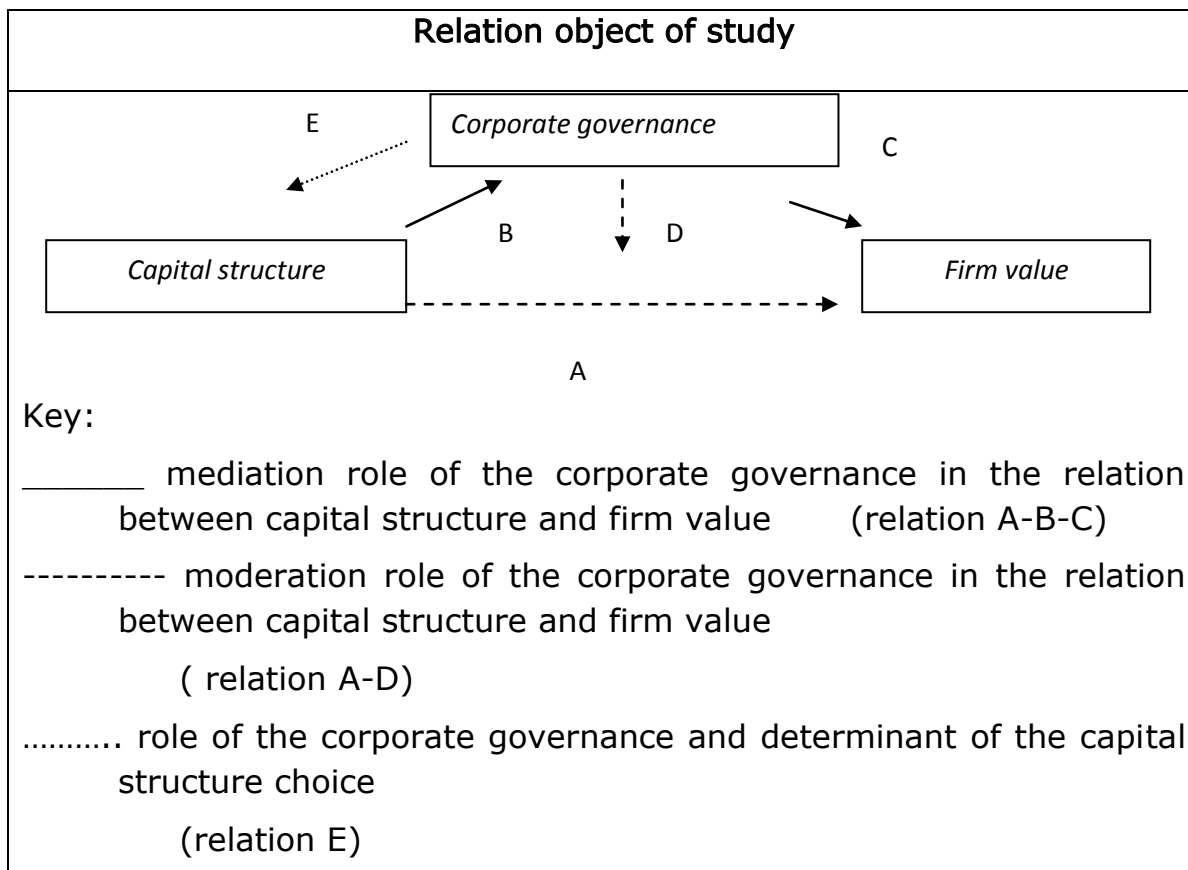 Relation object of study
E
Corporate governance
C
B
D
Capital structure
Firm value
A
Key:
______ mediation role of the corporate governance in the relation
between capital structure and firm value (relation A-B-C)
---------- moderation role of the corporate governance in the relation
between capital structure and firm value
( relation A-D)
……….. role of the corporate governance and determinant of the capital
structure choice
(relation E)